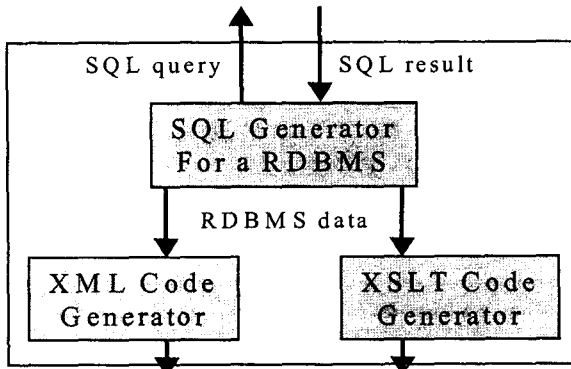 SQL query
SQL result
SQL Generator
For a RDBMS
RDBMS data
XML Code
Generator
XSLT Code
Generator